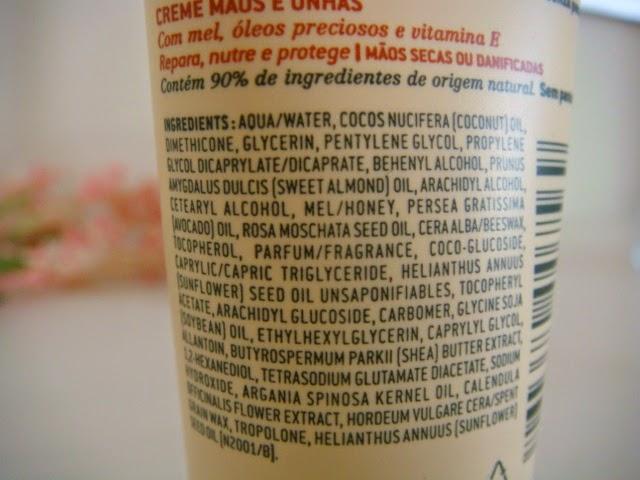 CREME MÃOS E UNHAS
Com mel, óleos preciosos e vitamina E
Repara, nutre e protege | MÃOS SECAS OU DANIFICADAS
Contém 90% de ingredientes de origem natural. Sem
INGREDIENTS: AQUA/WATER, COCOS NUCIFERA (COCONUT) OIL,
DIMETHICONE, GLYCERIN, PENTYLENE GLYCOL, PROPYLENE
GLYCOL DICAPRYLATE/DICAPRATE, BEHENYL ALCOHOL, PRUNUS
AMYGDALUS DULCIS (SWEET ALMOND) OIL, ARACHIDYL ALCOHOL,
CETEARYL ALCOHOL, MEL/HONEY, PERSEA GRATISSIMA
(AVOCADO) OIL, ROSA MOSCHATA SEED OIL, CERA ALBA/BEESWAX,
TOCOPHEROL, PARFUM/FRAGRANCE, COCO-GLUCOSIDE,
CAPRYLIC/CAPRIC TRIGLYCERIDE, HELIANTHUS ANNUUS
(SUNFLOWER) SEED OIL UNSAPONIFIABLES, TOCOPHERYL
ACETATE, ARACHIDYL GLUCOSIDE, CARBOMER, GLYCINE SOJA
(SOYBEAN) OIL, ETHYLHEXYLGLYCERIN, CAPRYLYL GLYCOL,
ALLANTOIN, BUTYROSPERMUM PARKII (SHEA) BUTTER EXTRACT,
1,2-HEXANEDIOL, TETRASODIUM GLUTAMATE DIACETATE, SODIUM
HYDROXIDE, ARGANIA SPINOSA KERNEL OIL, CALENDULA
OFFICINALIS FLOWER EXTRACT, HORDEUM VULGARE CERA/SPENT
GRAIN WAX, TROPOLONE, HELIANTHUS ANNUUS (SUNFLOWER)
SEED OIL (N2001/B).